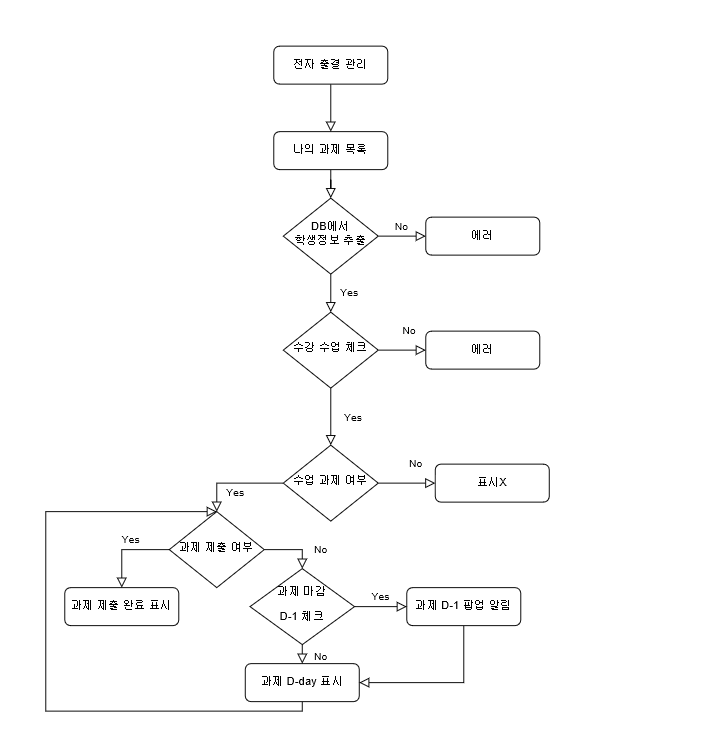 전자 출결 관리
나의 과제 목록
DB에서
학생정보 추출
No
에러
Yes
수강 수업 체크
No
에러
Yes
수업 과제 여부
No
표시X
Yes
과제 제출 여부
Yes
No
과제 제출 완료 표시
과제 마감
D-1 체크
Yes
과제 D-1 팝업 알림
No
과제 D-day 표시